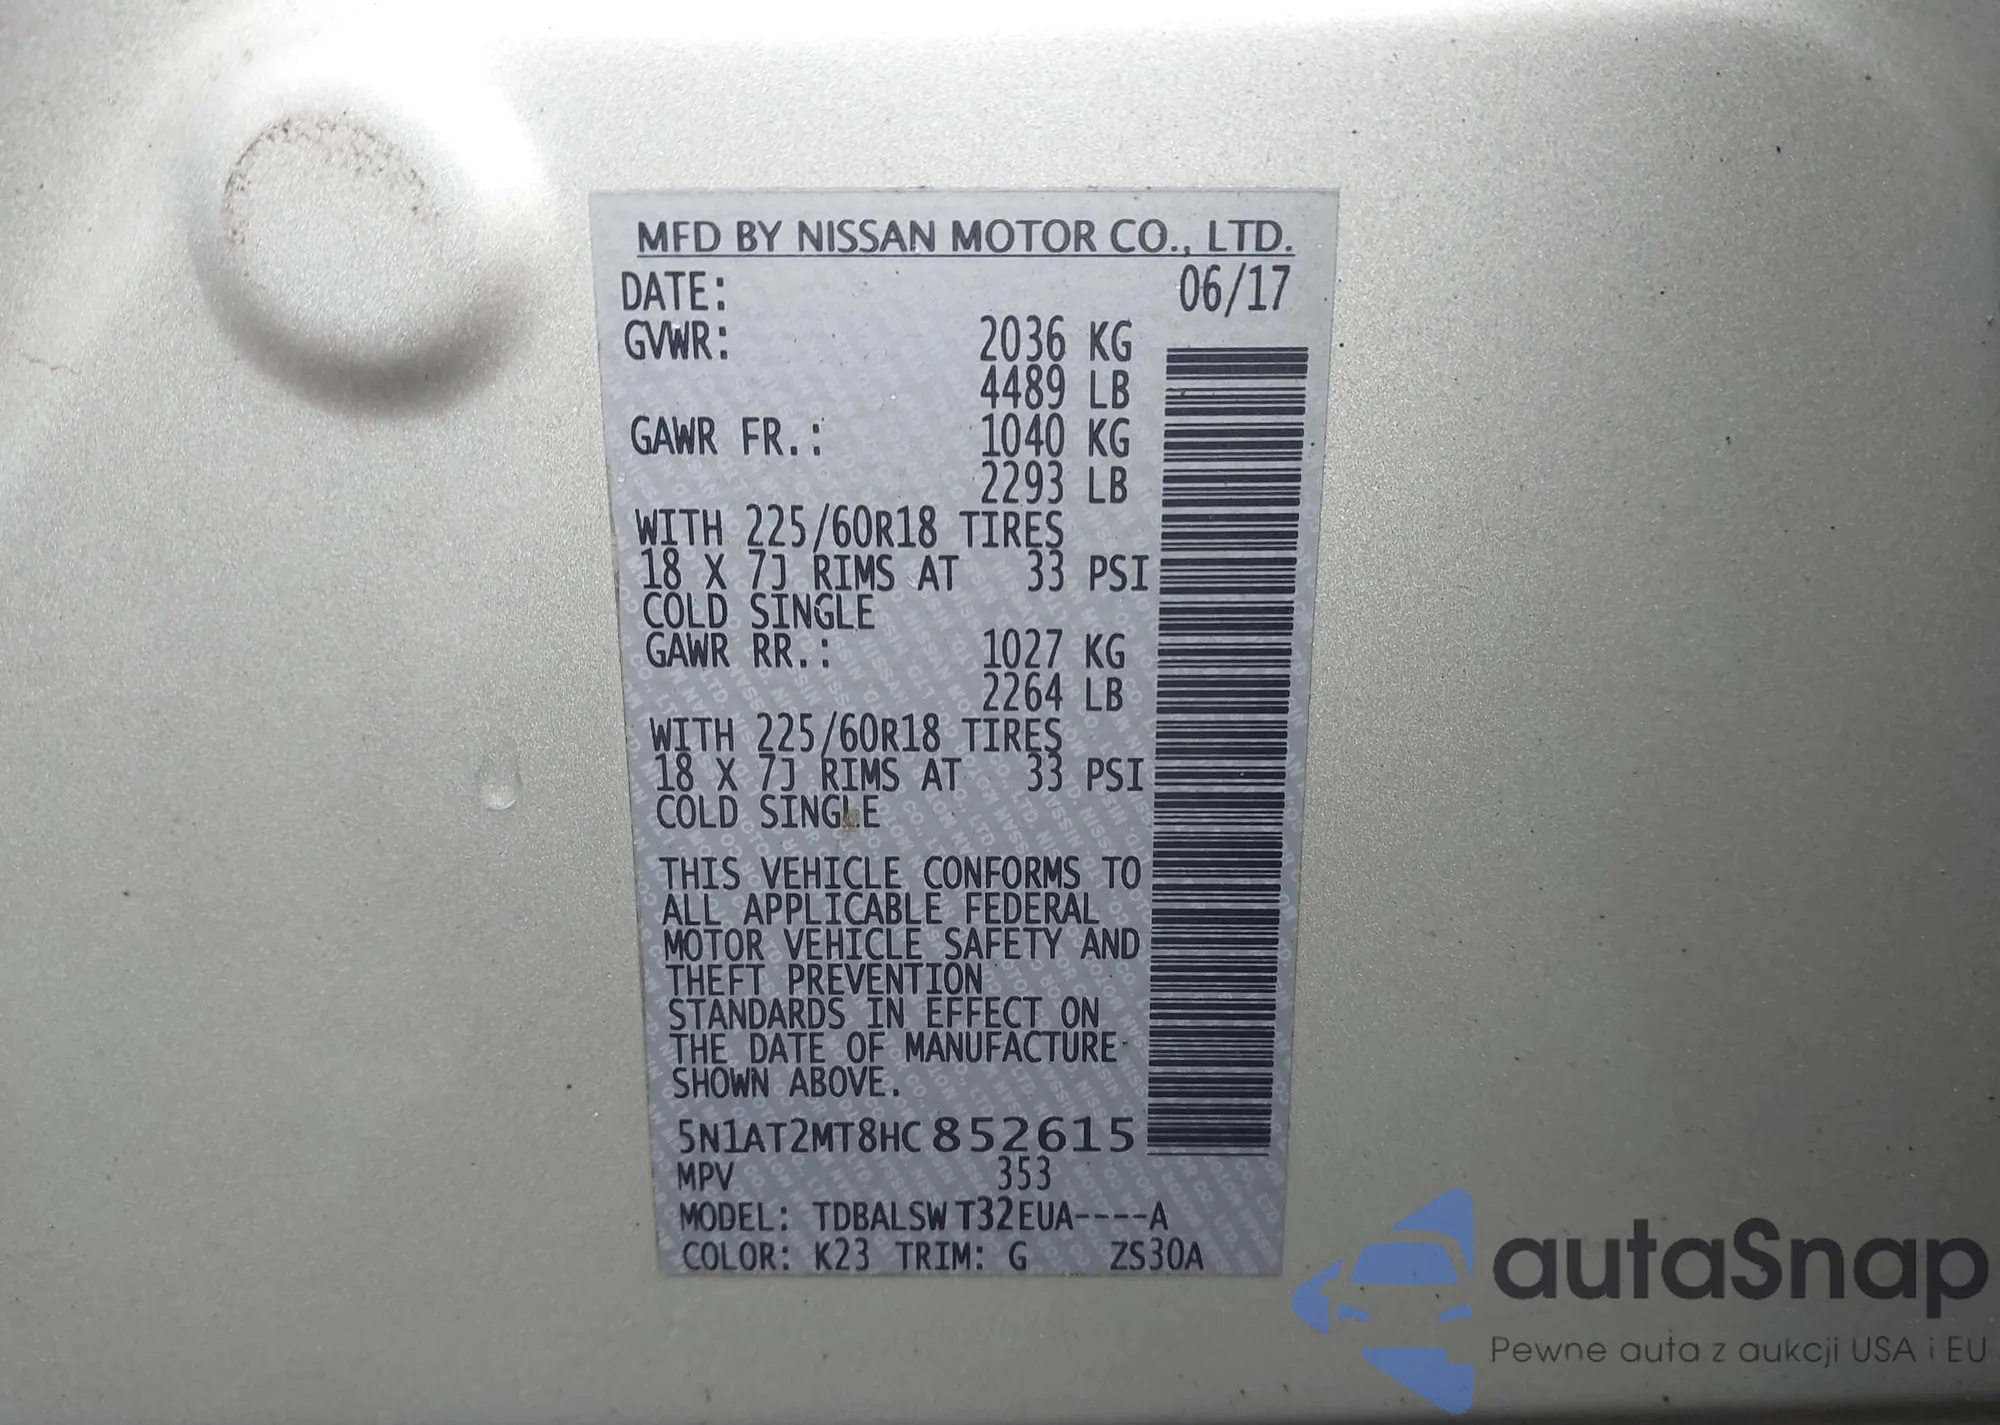 MFD BY NISSAN MOTOR CO., LTD.
DATE: 06/17
GVWR: 2036 KG
4489 LB
GAWR FR.: 1040 KG
2293 LB
WITH 225/60R18 TIRES
18 X 7J RIMS AT 33 PSI
COLD SINGLE
GAWR RR.: 1027 KG
2264 LB
WITH 225/60R18 TIRES
18 X 7J RIMS AT 33 PSI
COLD SINGLE
THIS VEHICLE CONFORMS TO
ALL APPLICABLE FEDERAL
MOTOR VEHICLE SAFETY AND
THEFT PREVENTION
STANDARDS IN EFFECT ON
THE DATE OF MANUFACTURE
SHOWN ABOVE.
5N1AT2MT8HC852615
MPV 353
MODEL: TDBALSW T32EUA----A
COLOR: K23 TRIM: G ZS30A
autaSnap
Pewne auta z aukcji USA i EU